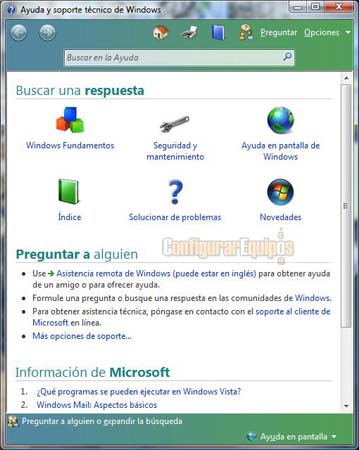 Ayuda y soporte técnico de Windows
Preguntar Opciones
Buscar en la Ayuda
Buscar una respuesta
Windows Fundamentos
Seguridad y
mantenimiento
Ayuda en pantalla de
Windows
Índice
Solucionar de problemas
Novedades
ConfigurarEquipos
Preguntar a alguien
Use Asistencia remota de Windows (puede estar en inglés) para obtener ayuda
de un amigo o para ofrecer ayuda.
Formule una pregunta o busque una respuesta en las comunidades de Windows.
Para obtener asistencia técnica, póngase en contacto con el soporte al cliente de
Microsoft en línea.
Más opciones de soporte...
Información de Microsoft
1. ¿Qué programas se pueden ejecutar en Windows Vista?
2. Windows Mail: Aspectos básicos
Preguntar a alguien o expandir la búsqueda
Ayuda en pantalla